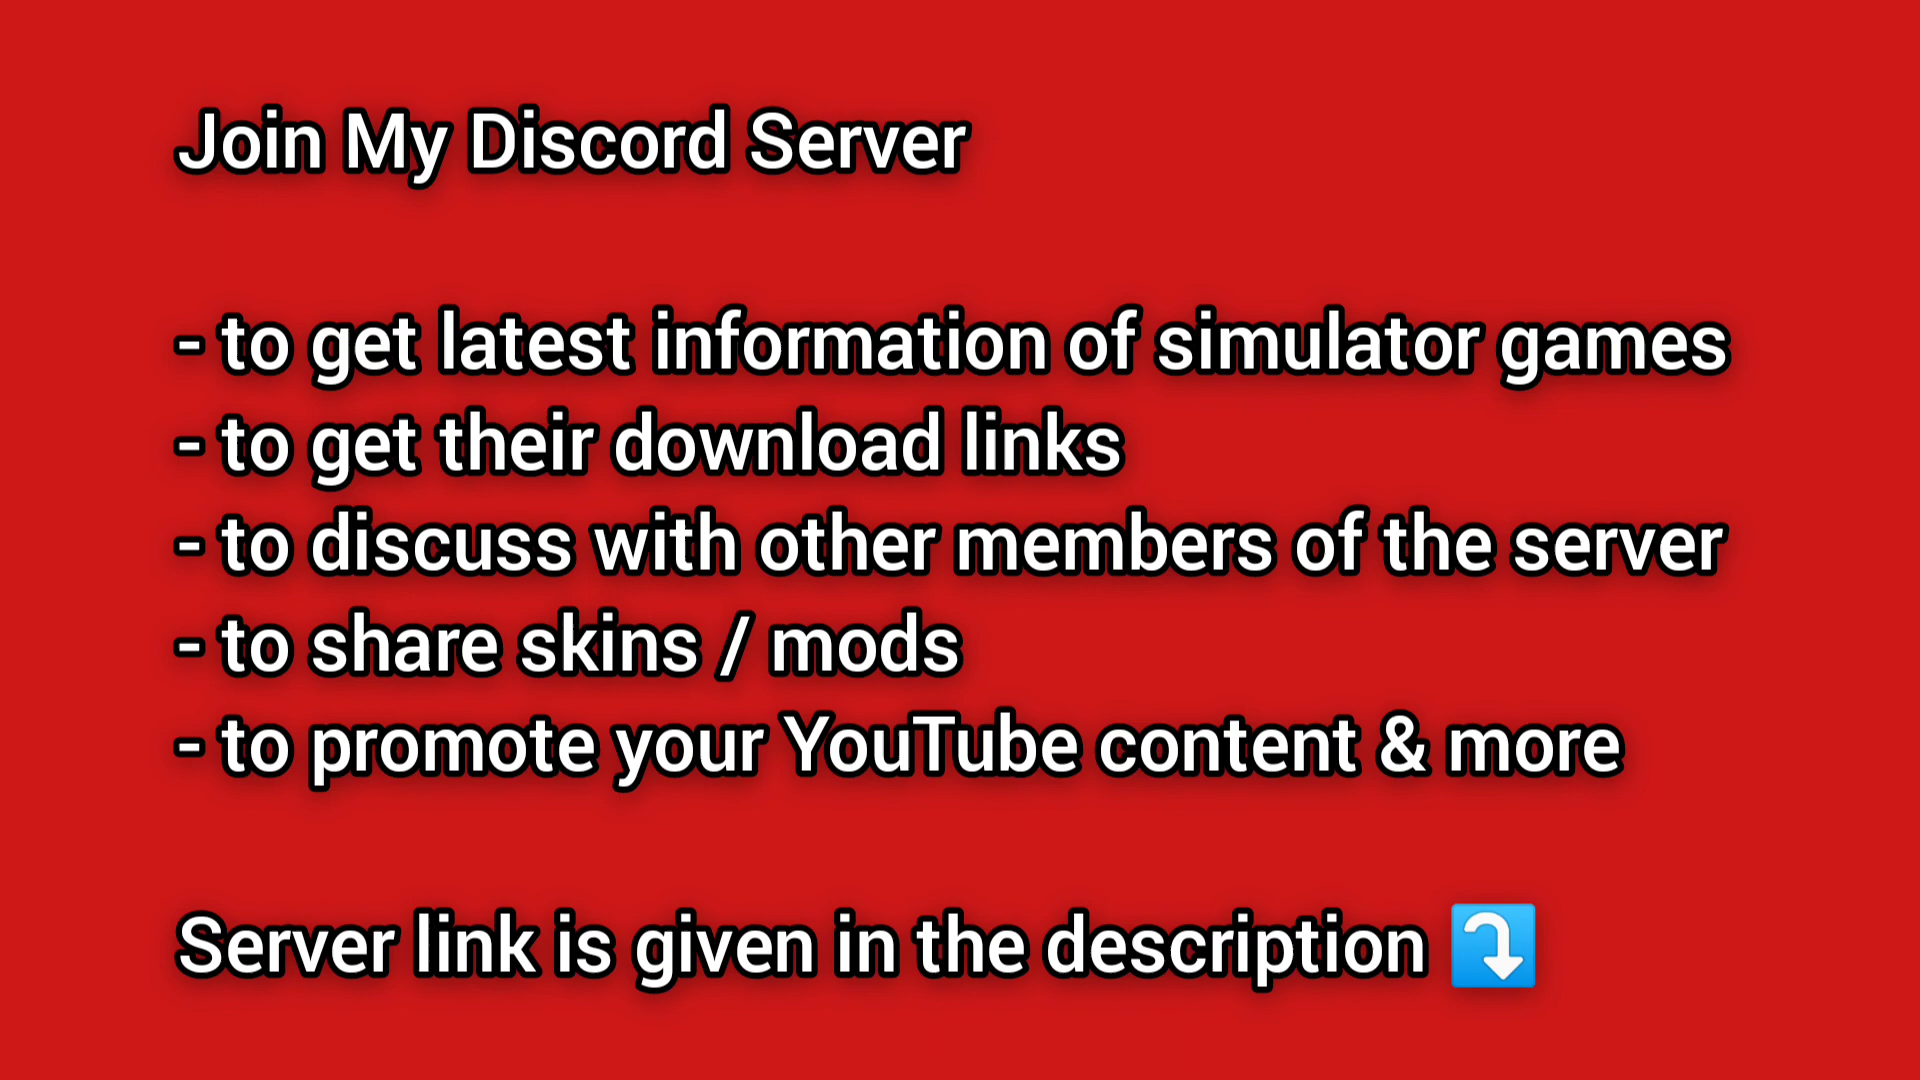 Join My Discord Server
- to get latest information of simulator games
- to get their download links
- to discuss with other members of the server
- to share skins / mods
- to promote your YouTube content & more
Server link is given in the description ⤵️